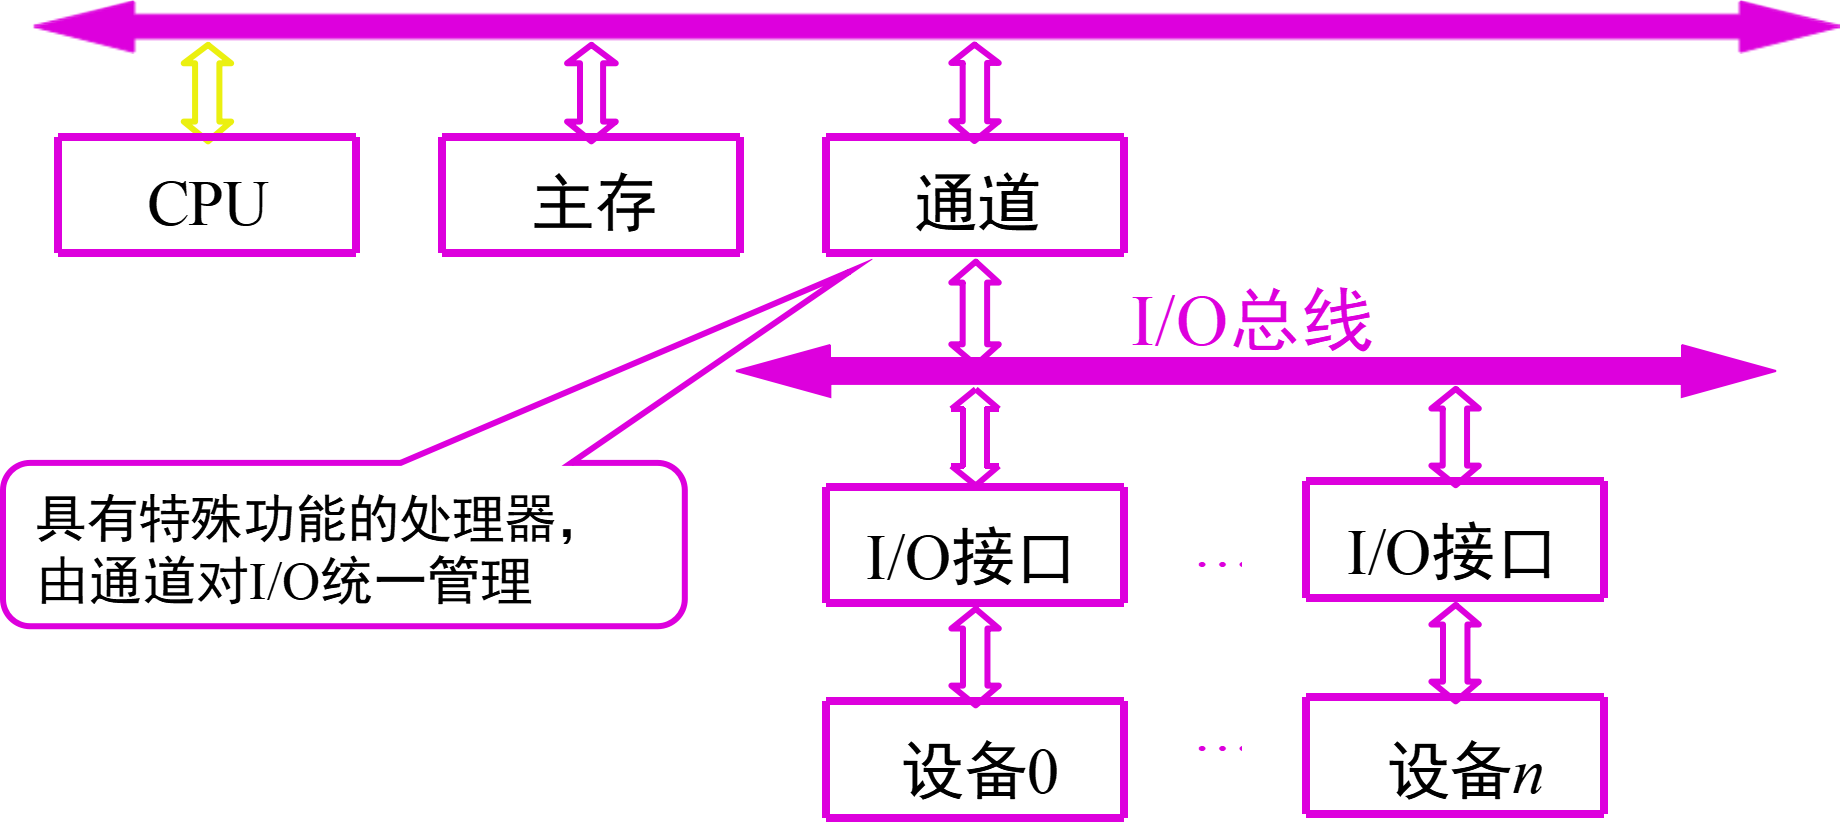 CPU
主存
通道
I/O总线
具有特殊功能的处理器，
由通道对I/O统一管理
I/O接口
…
I/O接口
设备0
…
设备n